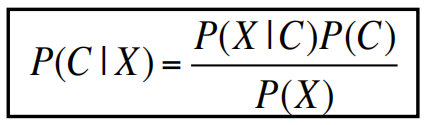 P(C|X) = P(X|C)P(C) / P(X)